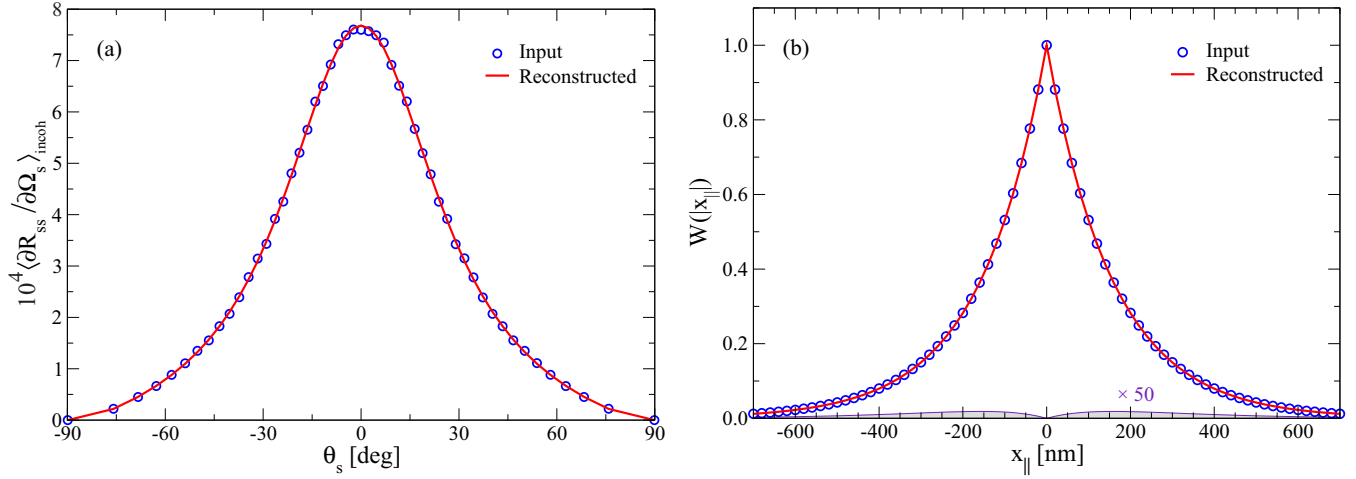 (a)
Input
Reconstructed
10⁴⟨∂R_ss/∂Ω_s⟩_incoh
8
7
6
5
4
3
2
1
0
-90 -60 -30 0 30 60 90
θ_s [deg]
(b)
Input
Reconstructed
W(|x_|||)
1.0
0.8
0.6
0.4
0.2
0.0
× 50
-600 -400 -200 0 200 400 600
x_|| [nm]